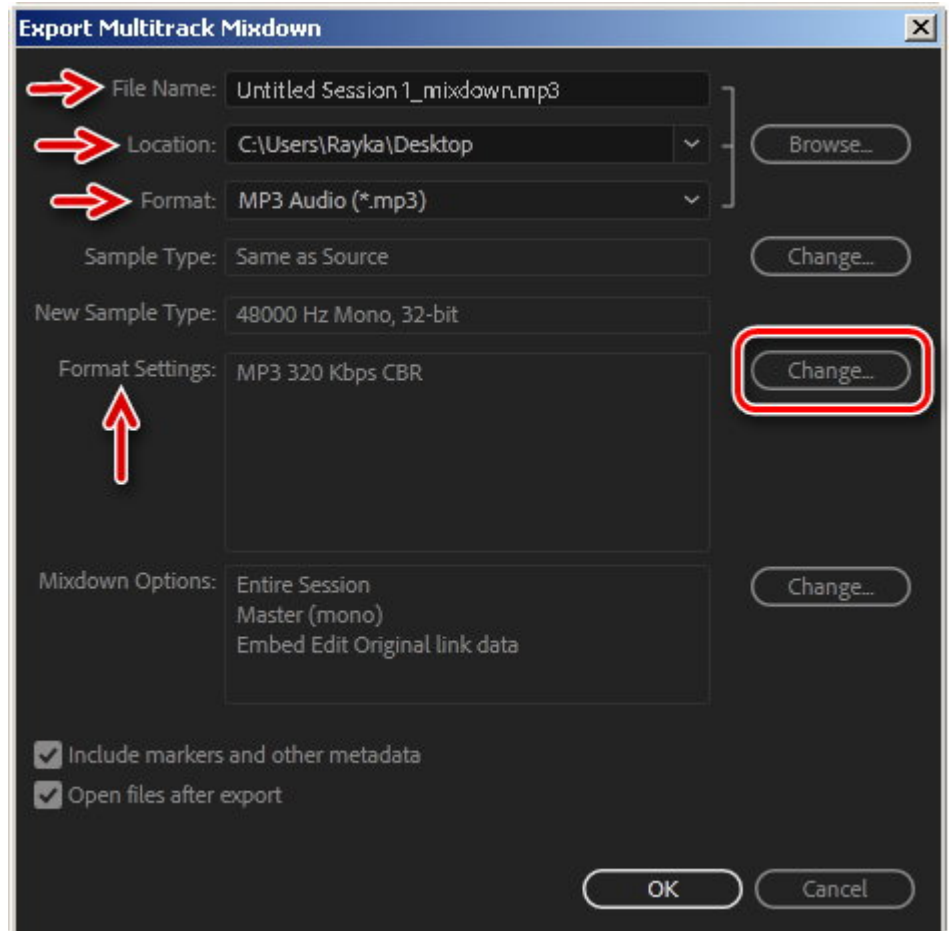 Export Multitrack Mixdown
File Name: Untitled Session 1_mixdown.mp3
Location: C:\Users\Rayka\Desktop Browse...
Format: MP3 Audio (*.mp3)
Sample Type: Same as Source Change...
New Sample Type: 48000 Hz Mono, 32-bit
Format Settings: MP3 320 Kbps CBR Change...
Mixdown Options: Entire Session Change...
Master (mono)
Embed Edit Original link data
Include markers and other metadata
Open files after export
OK Cancel